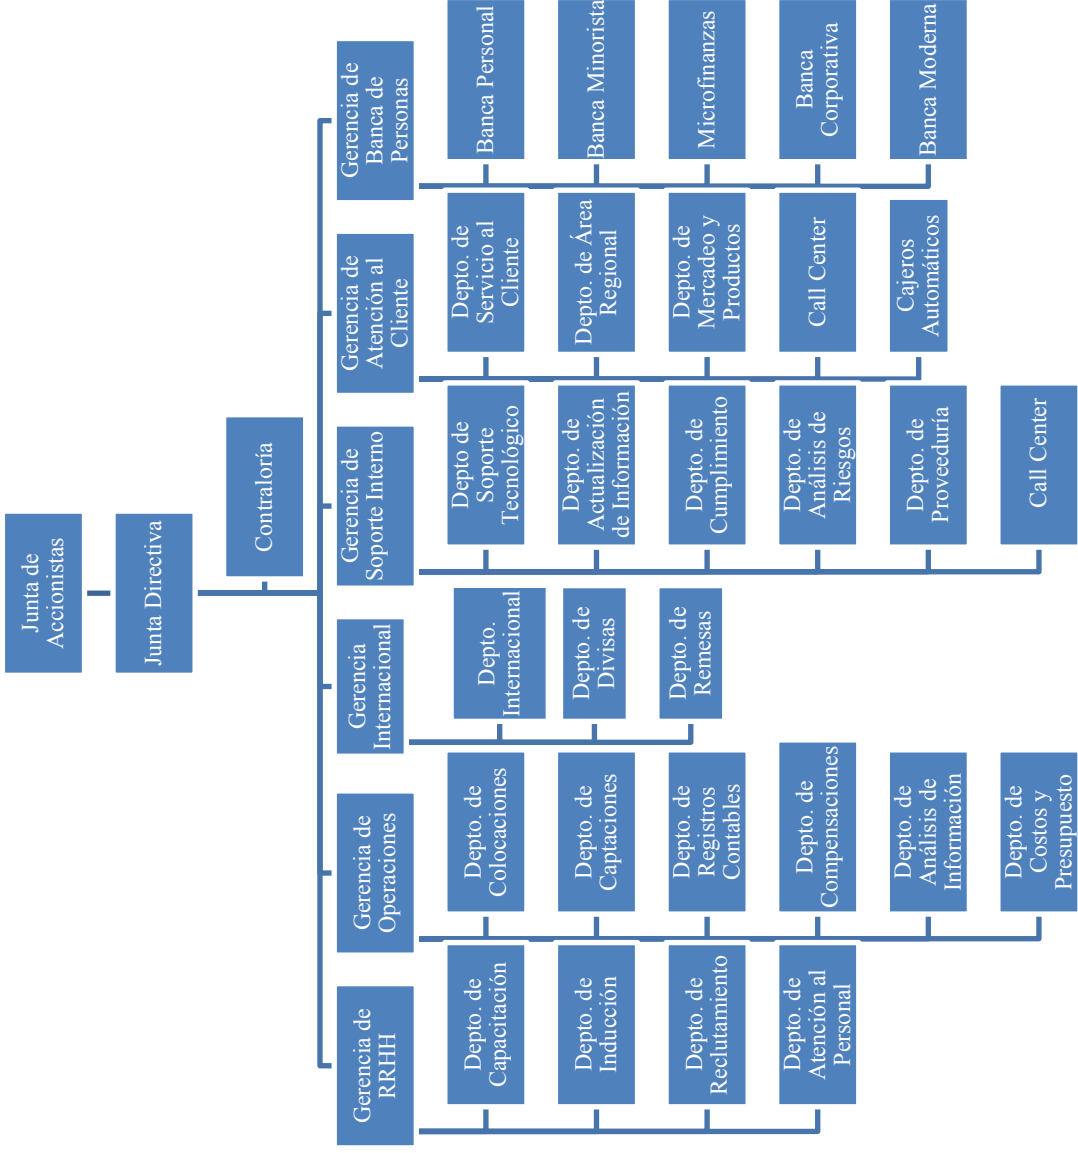 Junta de
Accionistas
Junta Directiva
Contraloría
Gerencia de
RRHH
Depto. de
Capacitación
Depto. de
Inducción
Depto. de
Reclutamiento
Depto. de
Atención al
Personal
Gerencia de
Operaciones
Depto. de
Colocaciones
Depto. de
Captaciones
Depto. de
Registros
Contables
Depto. de
Compensaciones
Depto. de
Análisis de
Información
Depto. de
Costos y
Presupuesto
Gerencia
Internacional
Depto.
Internacional
Depto. de
Divisas
Depto. de
Remesas
Gerencia de
Soporte Interno
Depto de
Soporte
Tecnológico
Depto. de
Actualización
de Información
Depto. de
Cumplimiento
Depto. de
Análisis de
Riesgos
Depto. de
Proveeduría
Call Center
Gerencia de
Atención al
Cliente
Depto. de
Servicio al
Cliente
Depto. de Área
Regional
Depto. de
Mercadeo y
Productos
Call Center
Cajeros
Automáticos
Gerencia de
Banca de
Personas
Banca Personal
Banca Minorista
Microfinanzas
Banca
Corporativa
Banca Moderna